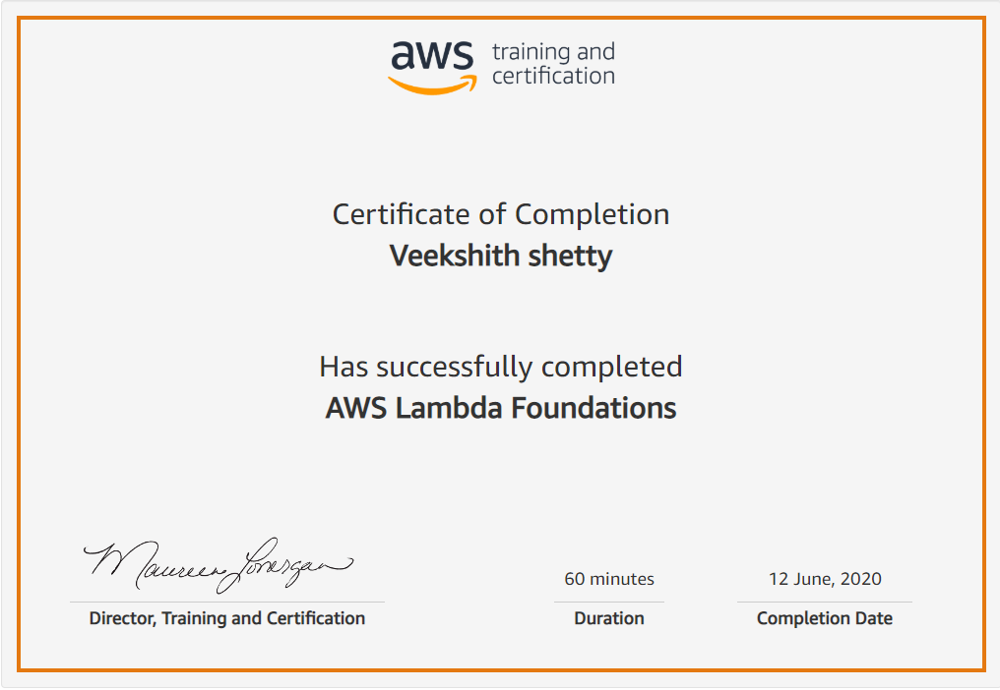 aws training and
certification
Certificate of Completion
Veekshith shetty
Has successfully completed
AWS Lambda Foundations
Maureen Lonergan
60 minutes
12 June, 2020
Director, Training and Certification
Duration
Completion Date